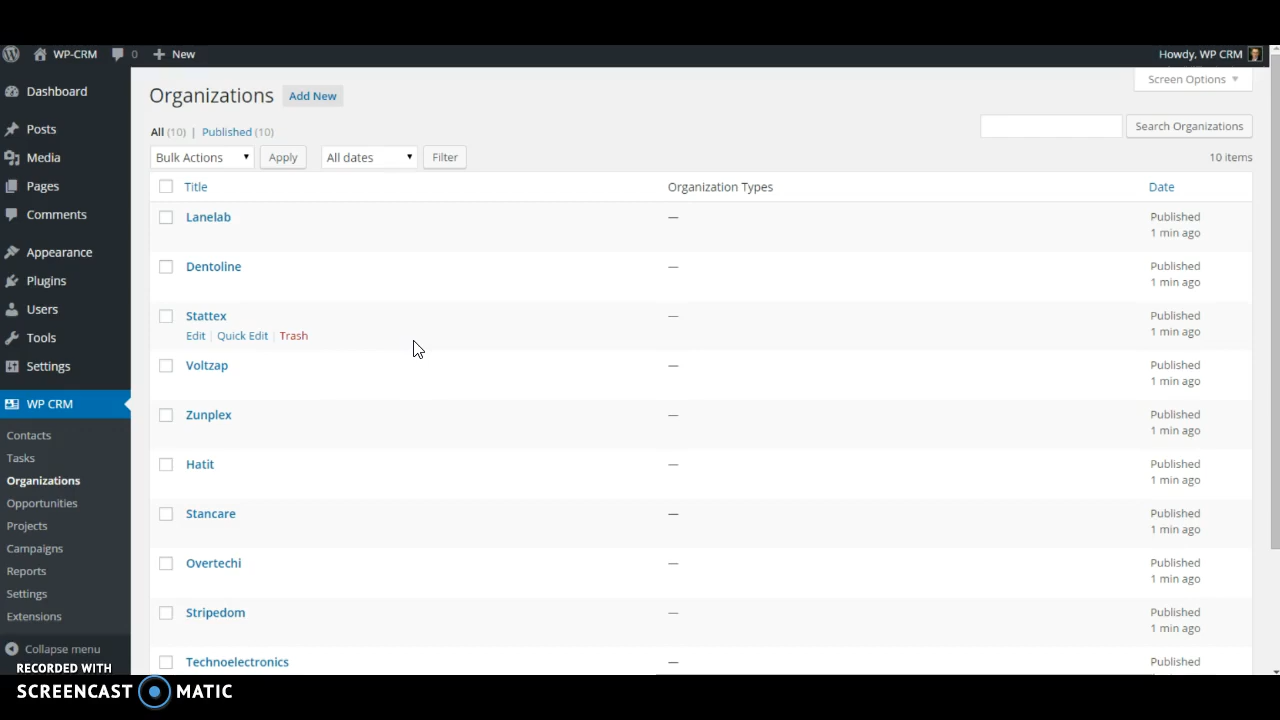 WP-CRM 0 New Howdy, WP CRM
Screen Options
Dashboard
Posts
Media
Pages
Comments
Appearance
Plugins
Users
Tools
Settings
WP CRM
Contacts
Tasks
Organizations
Opportunities
Projects
Campaigns
Reports
Settings
Extensions
Collapse menu
Organizations Add New
All (10) | Published (10)
Search Organizations
Bulk Actions Apply All dates Filter 10 items
Title Organization Types Date
Lanelab — Published
1 min ago
Dentoline — Published
1 min ago
Stattex — Published
Edit | Quick Edit | Trash 1 min ago
Voltzap — Published
1 min ago
Zunplex — Published
1 min ago
Hatit — Published
1 min ago
Stancare — Published
1 min ago
Overtechi — Published
1 min ago
Stripedom — Published
1 min ago
Technoelectronics — Published
RECORDED WITH
SCREENCAST MATIC